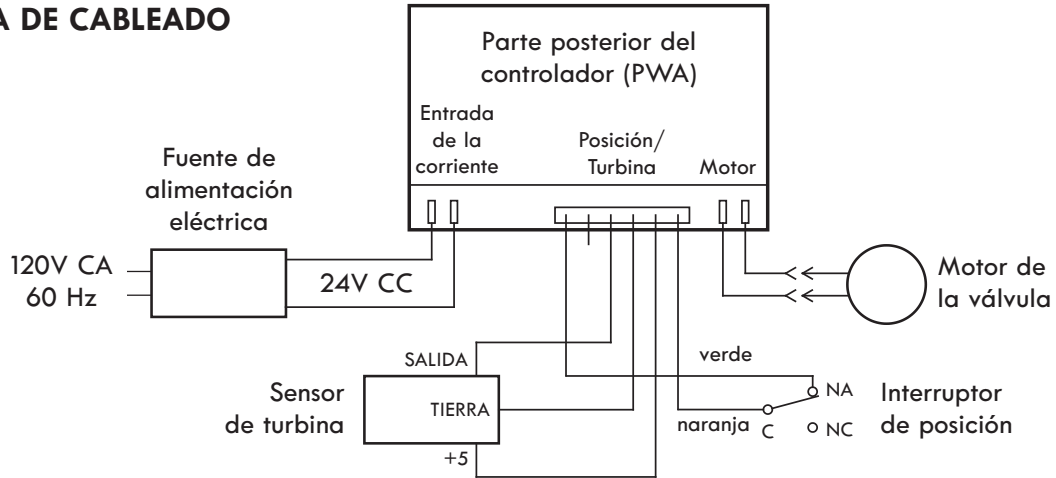 A DE CABLEADO
Parte posterior del
controlador (PWA)
Entrada
de la
corriente
Posición/
Turbina
Motor
Fuente de
alimentación
eléctrica
120V CA
60 Hz
24V CC
Motor de
la válvula
SALIDA
verde
Sensor
de turbina
TIERRA
NA
Interruptor
de posición
naranja
C
NC
+5